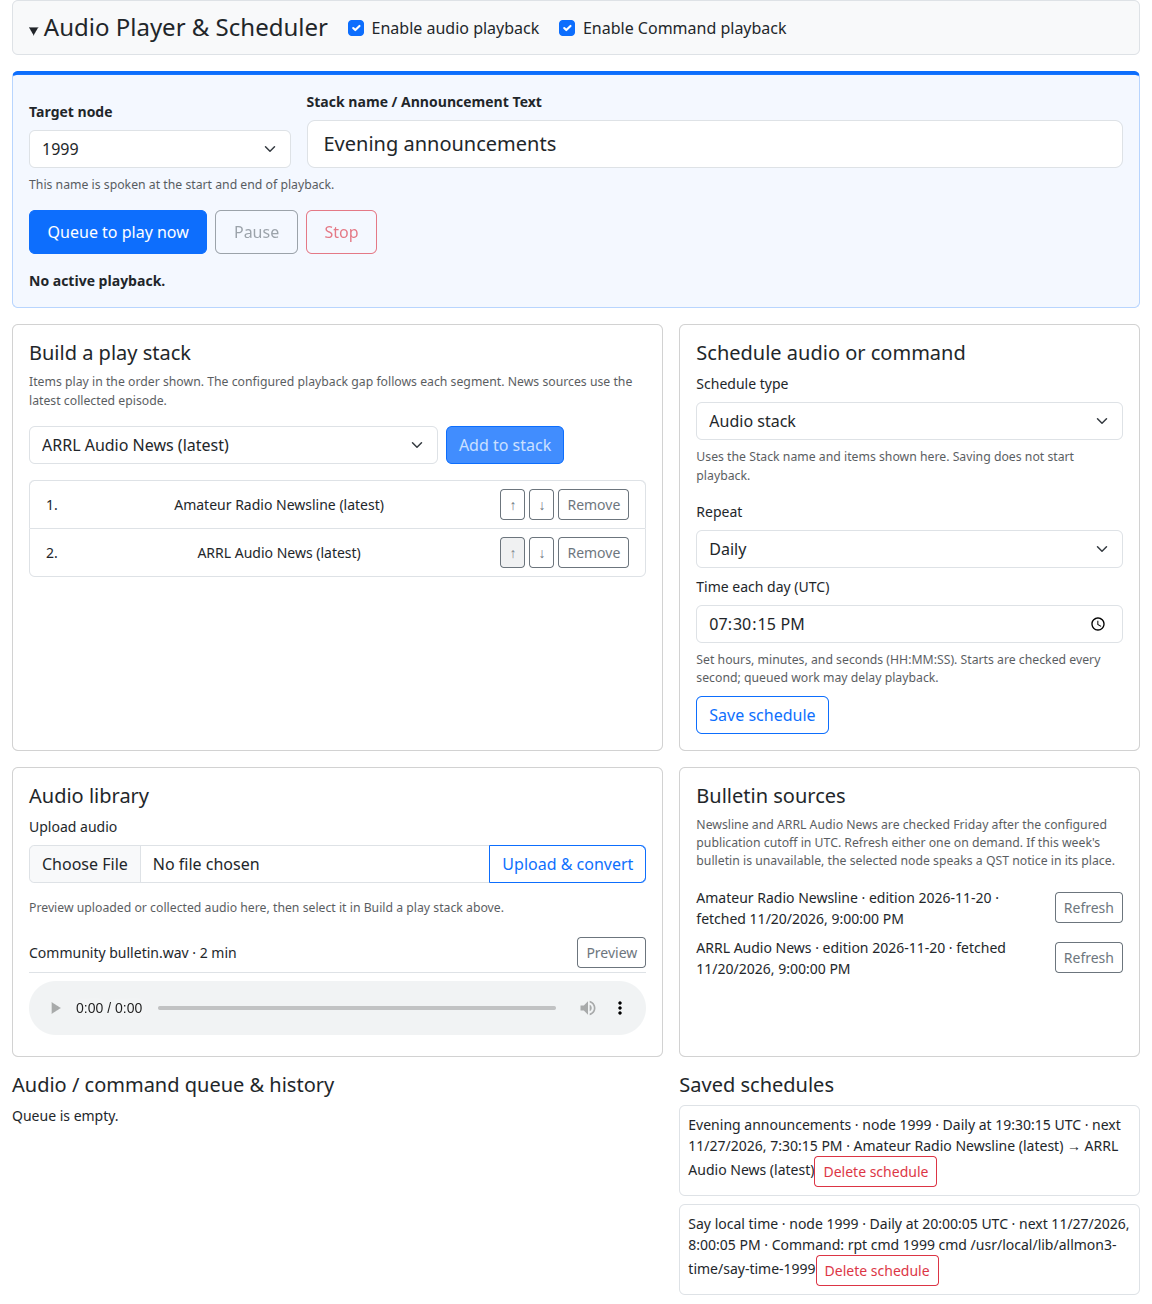 ▾ Audio Player & Scheduler Enable audio playback Enable Command playback
Target node
1999
This name is spoken at the start and end of playback.
Stack name / Announcement Text
Evening announcements
Queue to play now Pause Stop
No active playback.
Build a play stack
Items play in the order shown. The configured playback gap follows each segment. News sources use the
latest collected episode.
ARRL Audio News (latest) Add to stack
1. Amateur Radio Newsline (latest) ↑ ↓ Remove
2. ARRL Audio News (latest) ↑ ↓ Remove
Schedule audio or command
Schedule type
Audio stack
Uses the Stack name and items shown here. Saving does not start
playback.
Repeat
Daily
Time each day (UTC)
07:30:15 PM
Set hours, minutes, and seconds (HH:MM:SS). Starts are checked every
second; queued work may delay playback.
Save schedule
Audio library
Upload audio
Choose File No file chosen Upload & convert
Preview uploaded or collected audio here, then select it in Build a play stack above.
Community bulletin.wav · 2 min Preview
0:00 / 0:00
Bulletin sources
Newsline and ARRL Audio News are checked Friday after the configured
publication cutoff in UTC. Refresh either one on demand. If this week's
bulletin is unavailable, the selected node speaks a QST notice in its place.
Amateur Radio Newsline · edition 2026-11-20 ·
fetched 11/20/2026, 9:00:00 PM Refresh
ARRL Audio News · edition 2026-11-20 · fetched
11/20/2026, 9:00:00 PM Refresh
Audio / command queue & history
Queue is empty.
Saved schedules
Evening announcements · node 1999 · Daily at 19:30:15 UTC · next
11/27/2026, 7:30:15 PM · Amateur Radio Newsline (latest) → ARRL
Audio News (latest) Delete schedule
Say local time · node 1999 · Daily at 20:00:05 UTC · next 11/27/2026,
8:00:05 PM · Command: rpt cmd 1999 cmd /usr/local/lib/allmon3-
time/say-time-1999 Delete schedule